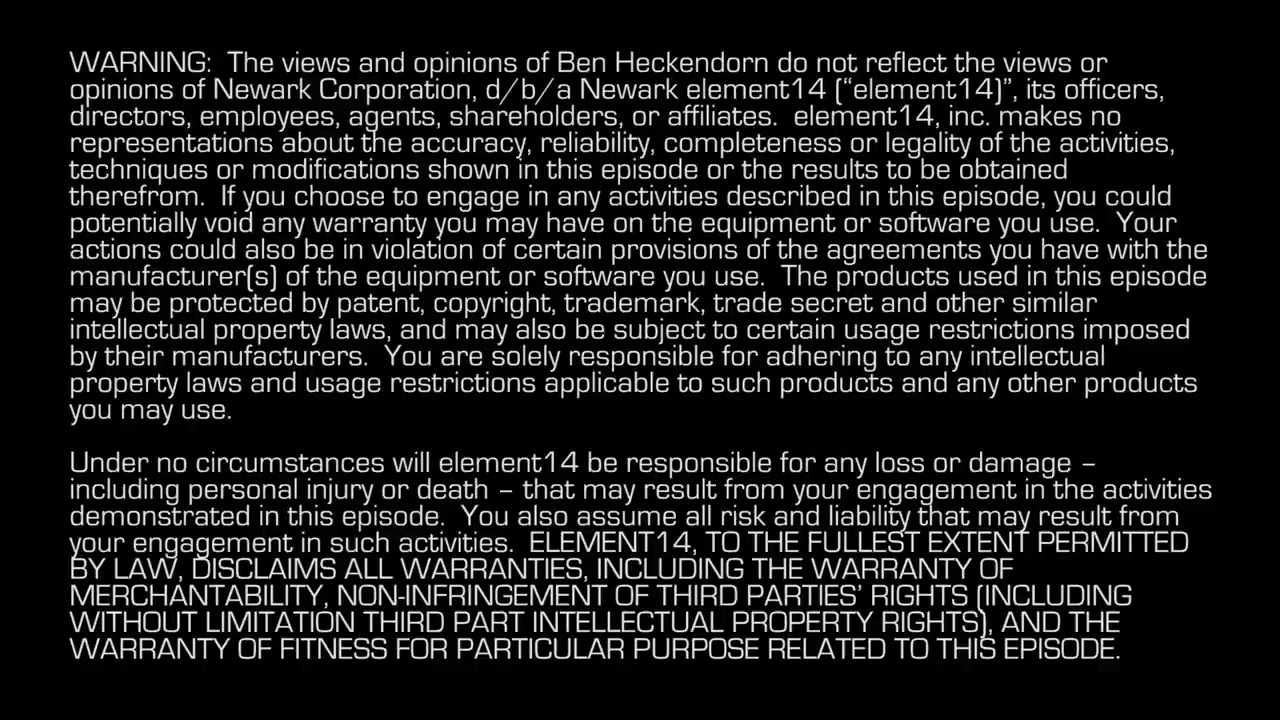 WARNING:  The views and opinions of Ben Heckendorn do not reflect the views or
opinions of Newark Corporation, d/b/a Newark element14 (“element14)”, its officers,
directors, employees, agents, shareholders, or affiliates.  element14, inc. makes no
representations about the accuracy, reliability, completeness or legality of the activities,
techniques or modifications shown in this episode or the results to be obtained
therefrom.  If you choose to engage in any activities described in this episode, you could
potentially void any warranty you may have on the equipment or software you use.  Your
actions could also be in violation of certain provisions of the agreements you have with the
manufacturer(s) of the equipment or software you use.  The products used in this episode
may be protected by patent, copyright, trademark, trade secret and other similar
intellectual property laws, and may also be subject to certain usage restrictions imposed
by their manufacturers.  You are solely responsible for adhering to any intellectual
property laws and usage restrictions applicable to such products and any other products
you may use.
Under no circumstances will element14 be responsible for any loss or damage –
including personal injury or death – that may result from your engagement in the activities
demonstrated in this episode.  You also assume all risk and liability that may result from
your engagement in such activities.  ELEMENT14, TO THE FULLEST EXTENT PERMITTED
BY LAW, DISCLAIMS ALL WARRANTIES, INCLUDING THE WARRANTY OF
MERCHANTABILITY, NON-INFRINGEMENT OF THIRD PARTIES’ RIGHTS (INCLUDING
WITHOUT LIMITATION THIRD PART INTELLECTUAL PROPERTY RIGHTS), AND THE
WARRANTY OF FITNESS FOR PARTICULAR PURPOSE RELATED TO THIS EPISODE.